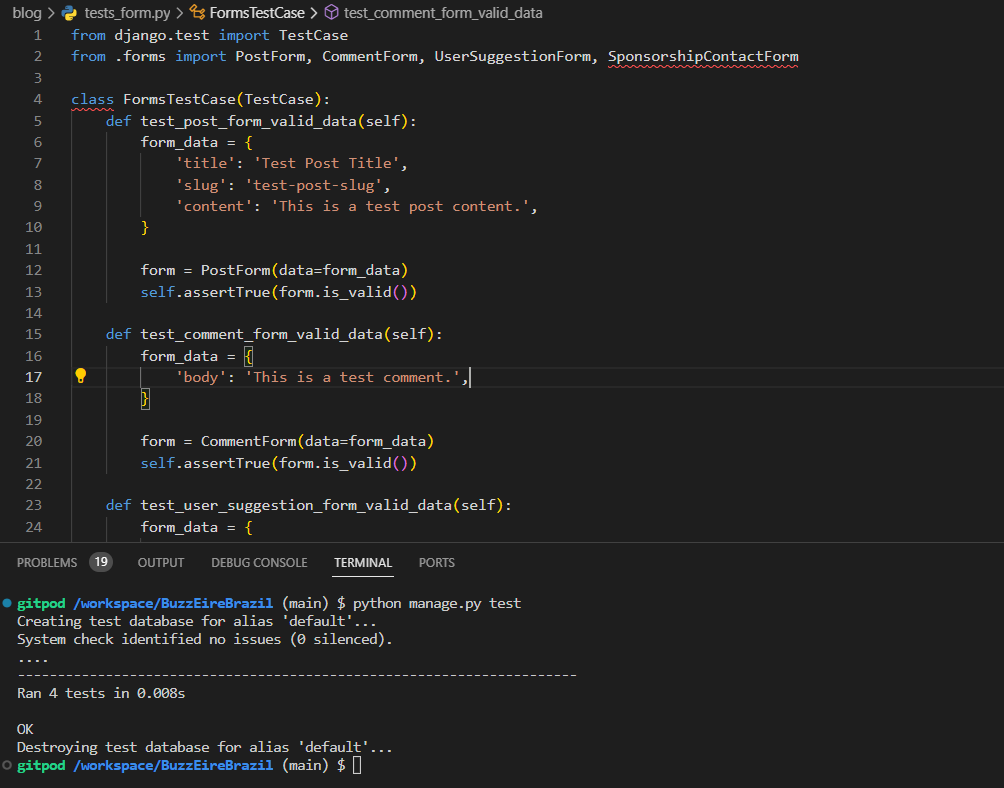 blog > tests_form.py > FormsTestCase > test_comment_form_valid_data
1 from django.test import TestCase
2 from .forms import PostForm, CommentForm, UserSuggestionForm, SponsorshipContactForm
3
4 class FormsTestCase(TestCase):
5     def test_post_form_valid_data(self):
6         form_data = {
7             'title': 'Test Post Title',
8             'slug': 'test-post-slug',
9             'content': 'This is a test post content.',
10         }
11
12         form = PostForm(data=form_data)
13         self.assertTrue(form.is_valid())
14
15     def test_comment_form_valid_data(self):
16         form_data = {
17             'body': 'This is a test comment.',
18         }
19
20         form = CommentForm(data=form_data)
21         self.assertTrue(form.is_valid())
22
23     def test_user_suggestion_form_valid_data(self):
24         form_data = {
PROBLEMS 19 OUTPUT DEBUG CONSOLE TERMINAL PORTS
gitpod /workspace/BuzzEireBrazil (main) $ python manage.py test
Creating test database for alias 'default'...
System check identified no issues (0 silenced).
....
----------------------------------------------------------------------
Ran 4 tests in 0.008s
OK
Destroying test database for alias 'default'...
gitpod /workspace/BuzzEireBrazil (main) $